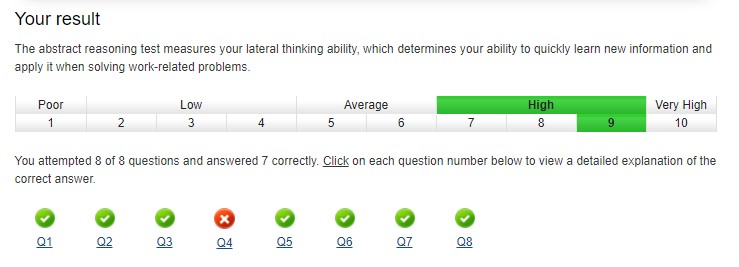 Your result
The abstract reasoning test measures your lateral thinking ability, which determines your ability to quickly learn new information and
apply it when solving work-related problems.
Poor Low Average High Very High
1 2 3 4 5 6 7 8 9 10
You attempted 8 of 8 questions and answered 7 correctly. Click on each question number below to view a detailed explanation of the
correct answer.
Q1 Q2 Q3 Q4 Q5 Q6 Q7 Q8